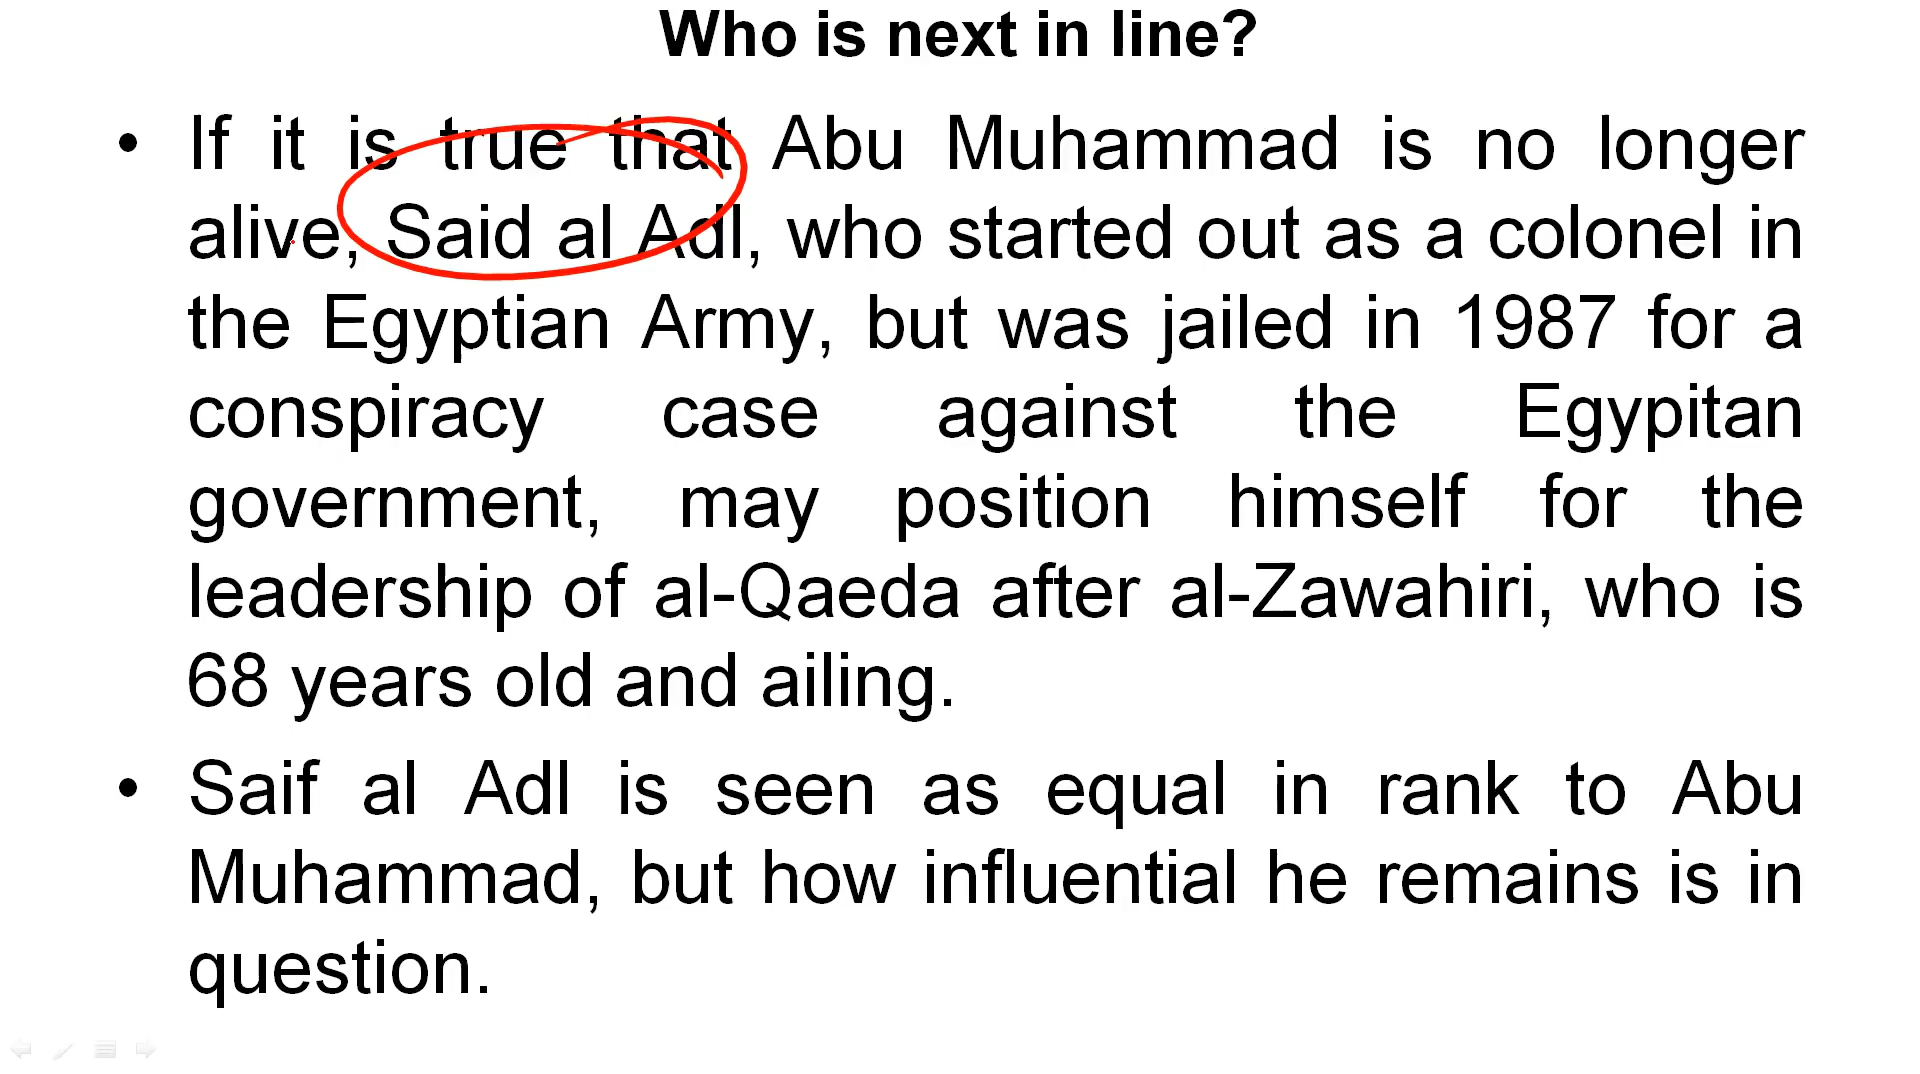 Who is next in line?
• If it is true that Abu Muhammad is no longer
alive, Said al Adl, who started out as a colonel in
the Egyptian Army, but was jailed in 1987 for a
conspiracy case against the Egypitan
government, may position himself for the
leadership of al-Qaeda after al-Zawahiri, who is
68 years old and ailing.
• Saif al Adl is seen as equal in rank to Abu
Muhammad, but how influential he remains is in
question.